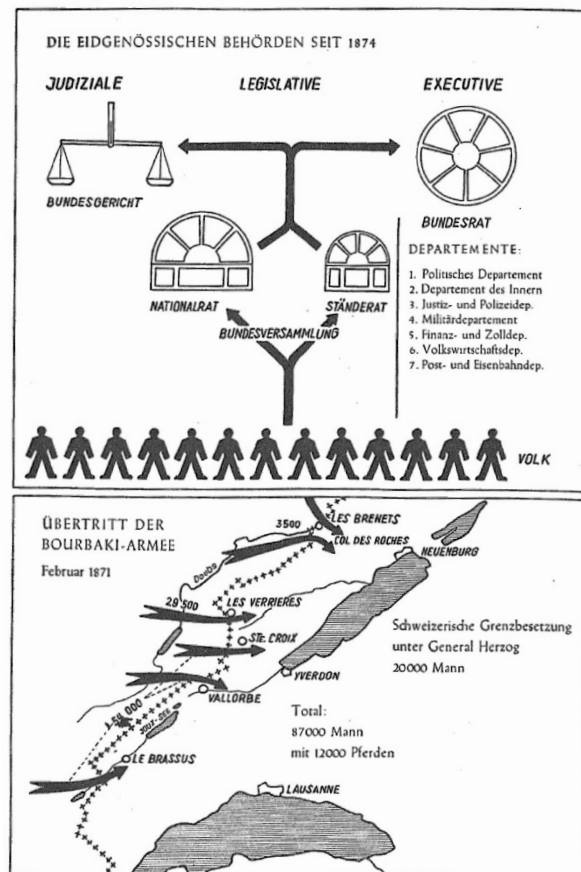 DIE EIDGENÖSSISCHEN BEHÖRDEN SEIT 1874
JUDIZIALE
LEGISLATIVE
EXECUTIVE
BUNDESGERICHT
BUNDESRAT
NATIONALRAT
STÄNDERAT
BUNDESVERSAMMLUNG
DEPARTEMENTE:
1. Politisches Departement
2. Departement des Innern
3. Justiz- und Polizeidep.
4. Militärdepartement
5. Finanz- und Zolldep.
6. Volkswirtschaftsdep.
7. Post- und Eisenbahndep.
VOLK
ÜBERTRITT DER
BOURBAKI-ARMEE
Februar 1871
3500
LES BRENETS
COL DES ROCHES
NEUENBURG
DOUBS
29 500
LES VERRIERES
STE. CROIX
YVERDON
VALLORBE
54 000
JOUX-SEE
LE BRASSUS
LAUSANNE
Schweizerische Grenzbesetzung
unter General Herzog
20000 Mann
Total:
87000 Mann
mit 12000 Pferden